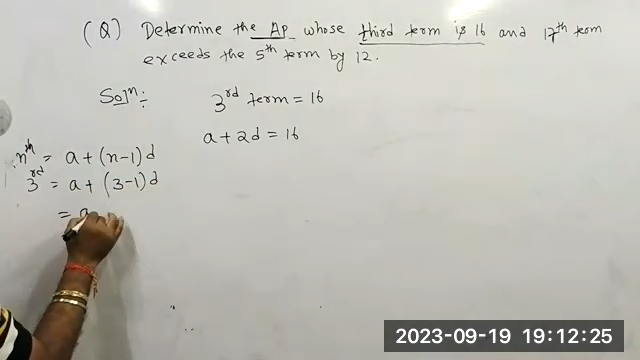 (Q) Determine the Ap whose third term is 16 and 17th term
exceeds the 5th term by 12.
Solⁿ :-
3rd term = 16
a + 2d = 16
nth = a + (n-1)d
3rd = a + (3-1)d
= a
2023-09-19 19:12:25